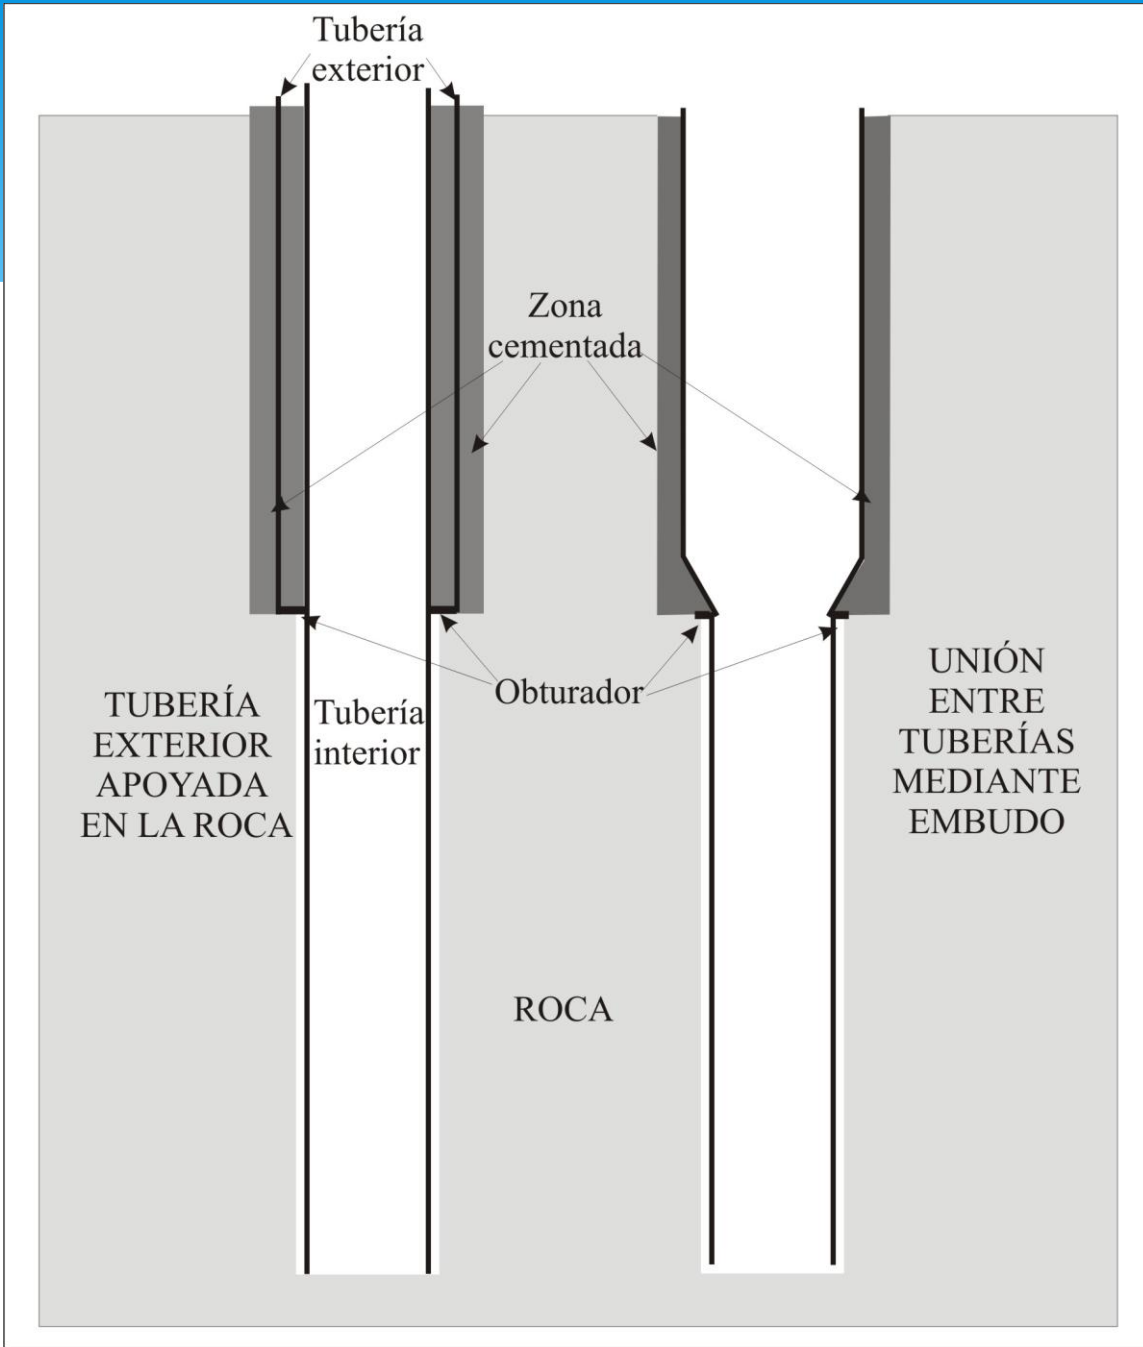 Tubería
exterior
Zona
cementada
Obturador
Tubería
interior
TUBERÍA
EXTERIOR
APOYADA
EN LA ROCA
UNIÓN
ENTRE
TUBERÍAS
MEDIANTE
EMBUDO
ROCA